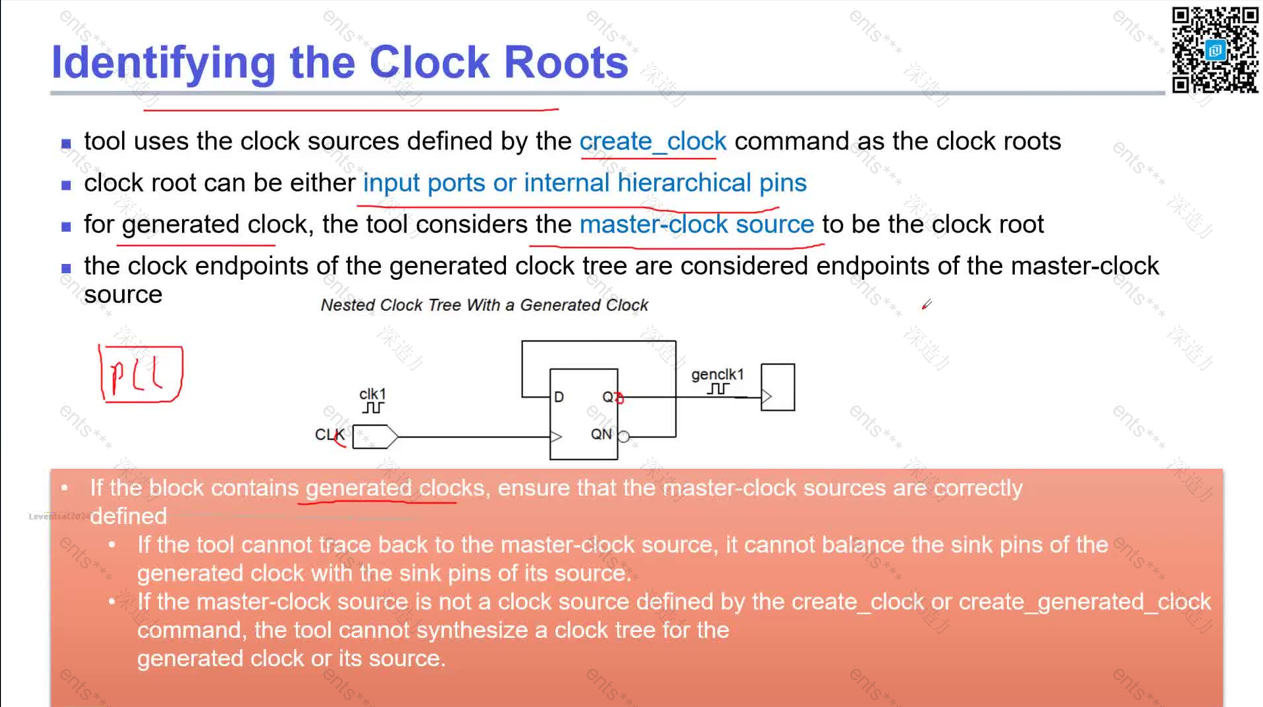 Identifying the Clock Roots
tool uses the clock sources defined by the create_clock command as the clock roots
clock root can be either input ports or internal hierarchical pins
for generated clock, the tool considers the master-clock source to be the clock root
the clock endpoints of the generated clock tree are considered endpoints of the master-clock
source
Nested Clock Tree With a Generated Clock
PLL
clk1
CLK
D
Q
QN
genclk1
If the block contains generated clocks, ensure that the master-clock sources are correctly
defined
If the tool cannot trace back to the master-clock source, it cannot balance the sink pins of the
generated clock with the sink pins of its source.
If the master-clock source is not a clock source defined by the create_clock or create_generated_clock
command, the tool cannot synthesize a clock tree for the
generated clock or its source.
ents***
深造力